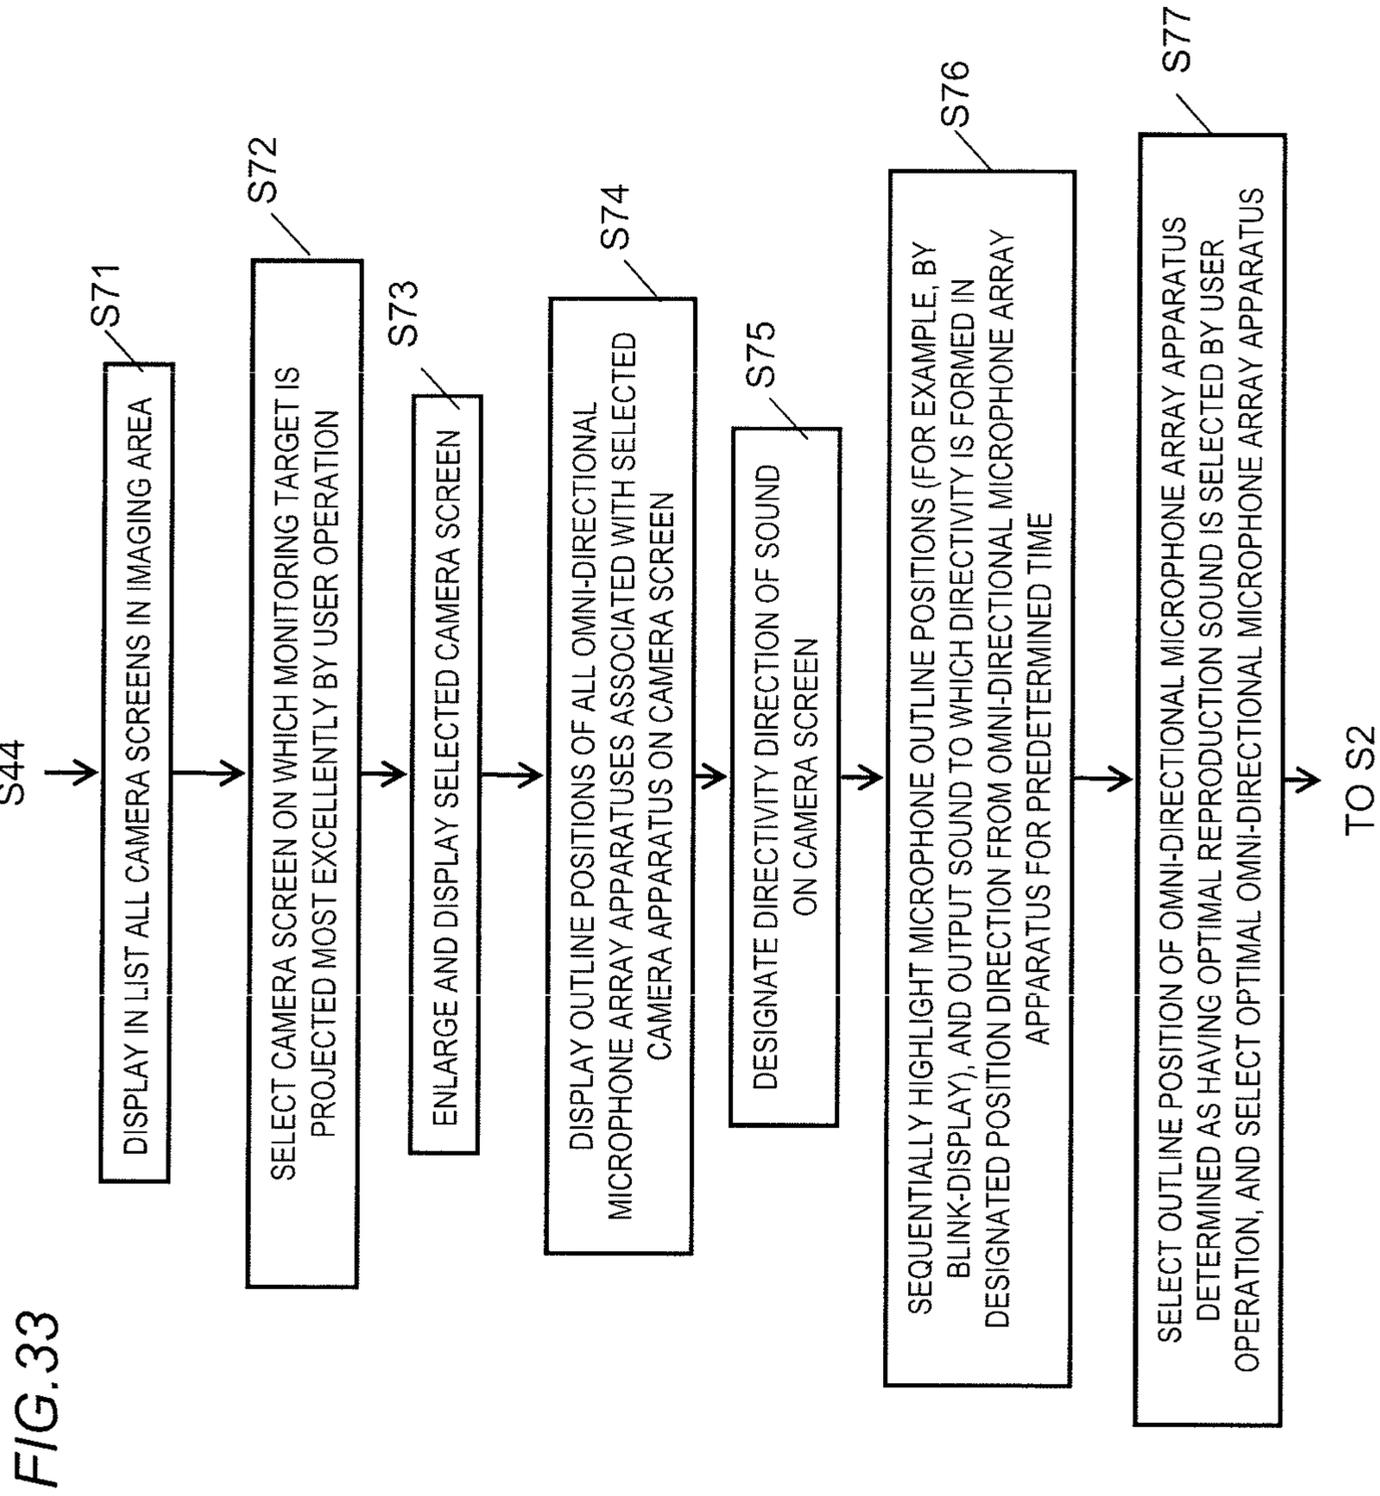 FIG.33
S44
S71
DISPLAY IN LIST ALL CAMERA SCREENS IN IMAGING AREA
S72
SELECT CAMERA SCREEN ON WHICH MONITORING TARGET IS
PROJECTED MOST EXCELLENTLY BY USER OPERATION
S73
ENLARGE AND DISPLAY SELECTED CAMERA SCREEN
S74
DISPLAY OUTLINE POSITIONS OF ALL OMNI-DIRECTIONAL
MICROPHONE ARRAY APPARATUSES ASSOCIATED WITH SELECTED
CAMERA APPARATUS ON CAMERA SCREEN
S75
DESIGNATE DIRECTIVITY DIRECTION OF SOUND
ON CAMERA SCREEN
S76
SEQUENTIALLY HIGHLIGHT MICROPHONE OUTLINE POSITIONS (FOR EXAMPLE, BY
BLINK-DISPLAY), AND OUTPUT SOUND TO WHICH DIRECTIVITY IS FORMED IN
DESIGNATED POSITION DIRECTION FROM OMNI-DIRECTIONAL MICROPHONE ARRAY
APPARATUS FOR PREDETERMINED TIME
S77
SELECT OUTLINE POSITION OF OMNI-DIRECTIONAL MICROPHONE ARRAY APPARATUS
DETERMINED AS HAVING OPTIMAL REPRODUCTION SOUND IS SELECTED BY USER
OPERATION, AND SELECT OPTIMAL OMNI-DIRECTIONAL MICROPHONE ARRAY APPARATUS
TO S2